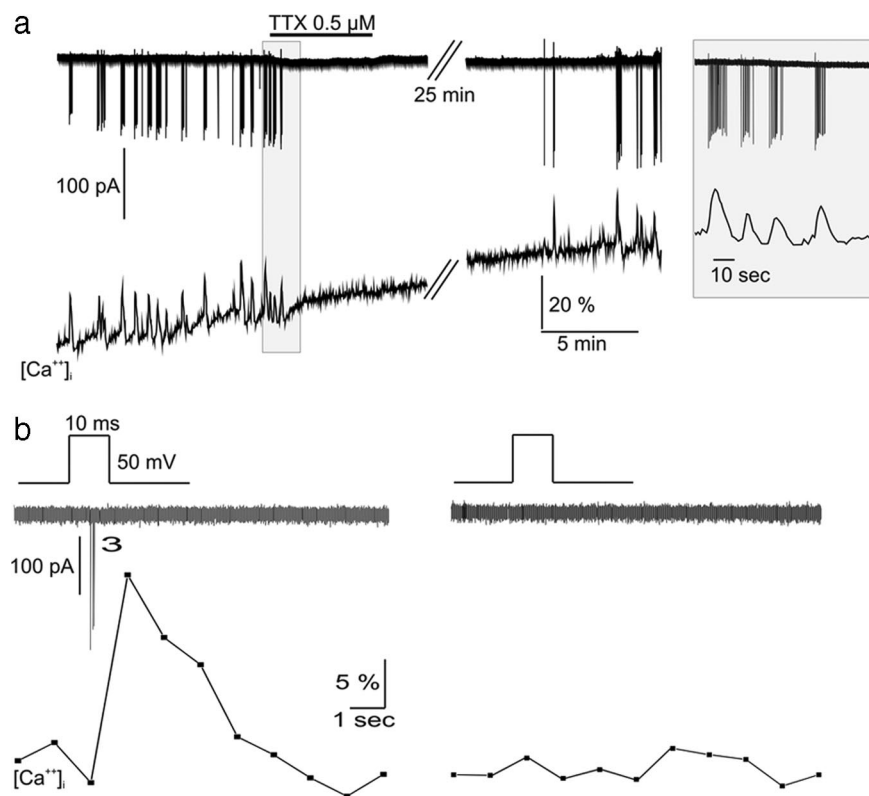 a
TTX 0.5 µM
25 min
100 pA
10 sec
20 %
5 min
[Ca⁺⁺]ᵢ
b
10 ms
50 mV
3
100 pA
5 %
1 sec
[Ca⁺⁺]ᵢ